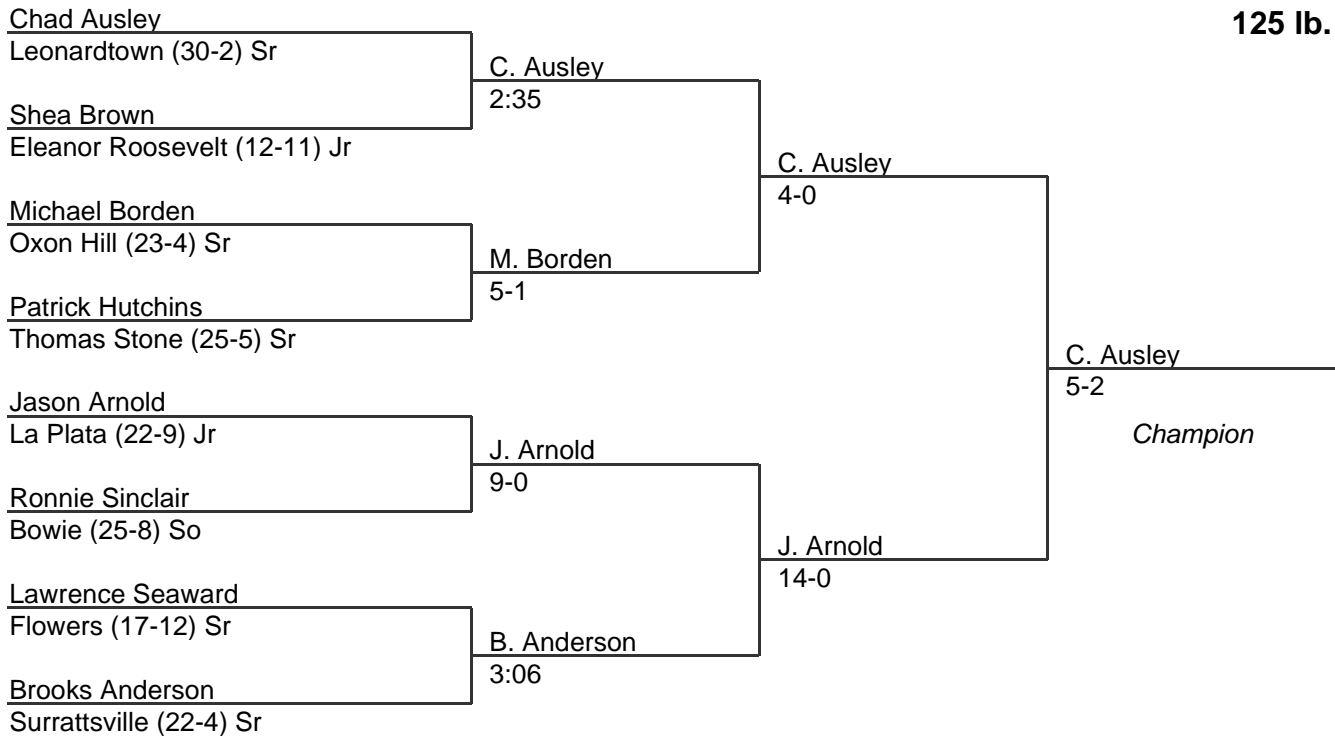 125 lb.
Chad Ausley
Leonardtown (30-2) Sr
C. Ausley
2:35
Shea Brown
Eleanor Roosevelt (12-11) Jr
C. Ausley
4-0
Michael Borden
Oxon Hill (23-4) Sr
M. Borden
5-1
Patrick Hutchins
Thomas Stone (25-5) Sr
C. Ausley
5-2
Champion
Jason Arnold
La Plata (22-9) Jr
J. Arnold
9-0
Ronnie Sinclair
Bowie (25-8) So
J. Arnold
14-0
Lawrence Seaward
Flowers (17-12) Sr
B. Anderson
3:06
Brooks Anderson
Surrattsville (22-4) Sr